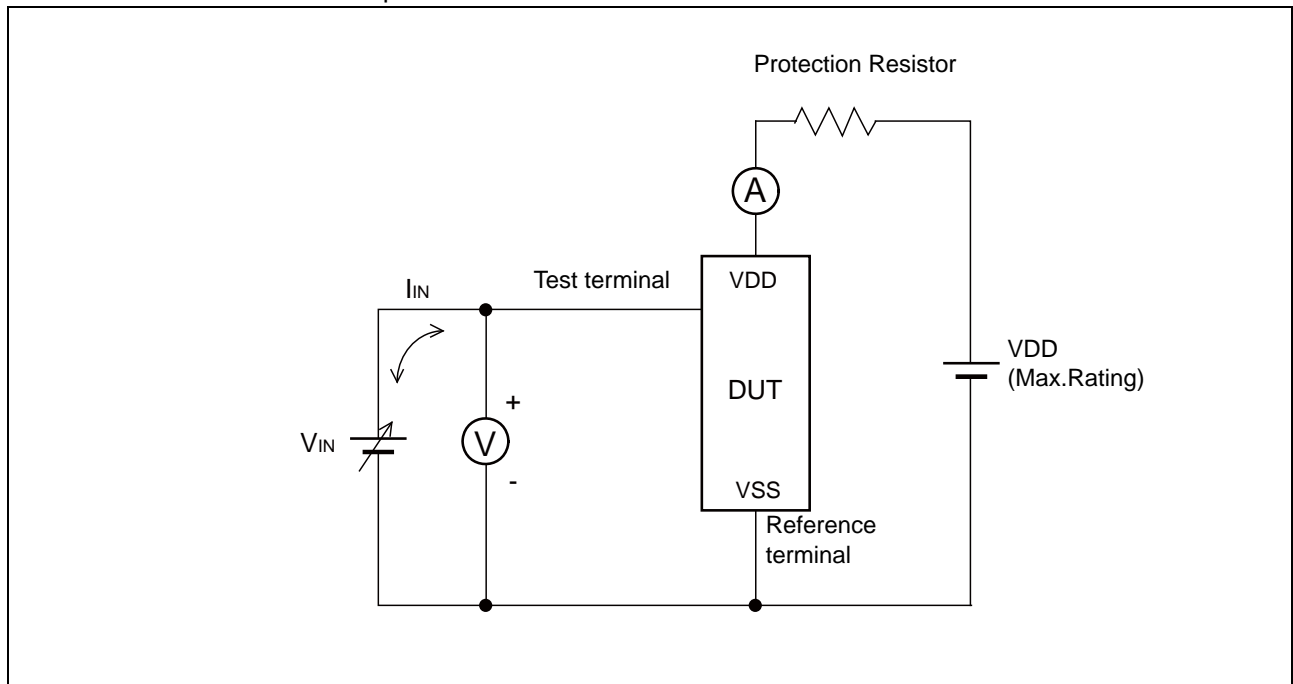 Protection Resistor
A
Test terminal
VDD
IIN
VDD
(Max.Rating)
DUT
VIN
+
V
-
VSS
Reference
terminal